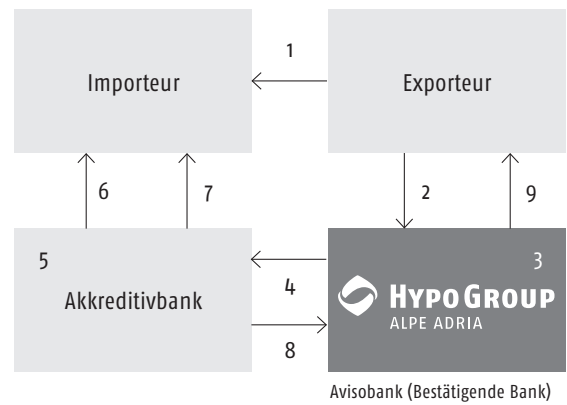 1
Importeur
Exporteur
6
7
2
9
5
3
4
Akkreditivbank
HYPO GROUP
ALPE ADRIA
8
Avisobank (Bestätigende Bank)